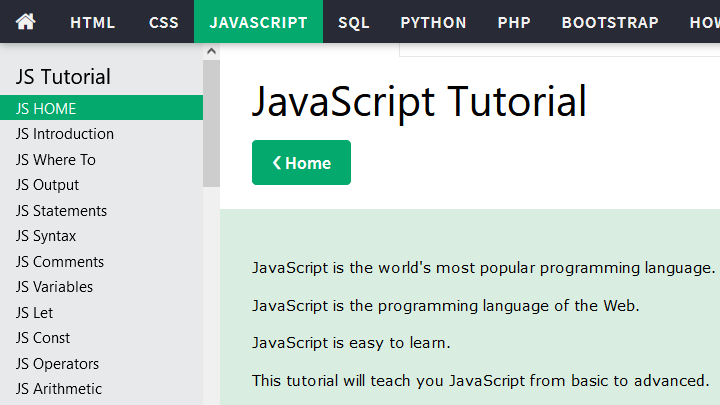 HTML CSS JAVASCRIPT SQL PYTHON PHP BOOTSTRAP
JS Tutorial
JS HOME
JS Introduction
JS Where To
JS Output
JS Statements
JS Syntax
JS Comments
JS Variables
JS Let
JS Const
JS Operators
JS Arithmetic
JavaScript Tutorial
❮ Home
JavaScript is the world's most popular programming language.
JavaScript is the programming language of the Web.
JavaScript is easy to learn.
This tutorial will teach you JavaScript from basic to advanced.